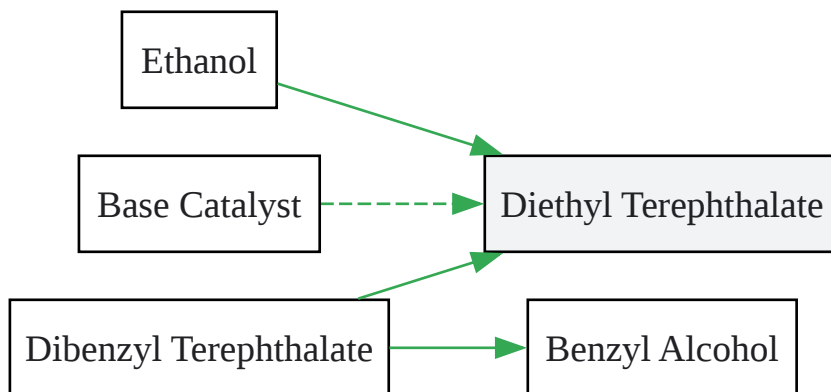 Ethanol
Base Catalyst
Diethyl Terephthalate
Dibenzyl Terephthalate
Benzyl Alcohol